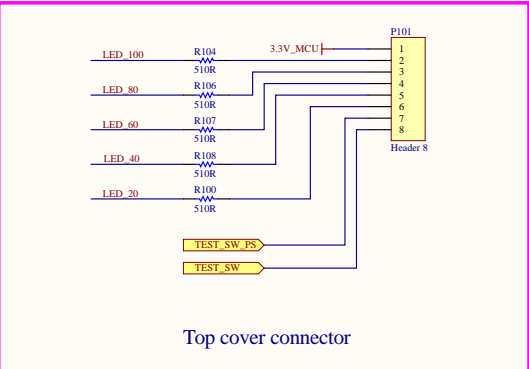 P101
LED_100
R104
510R
3.3V_MCU
1
2
3
4
5
6
7
8
Header 8
LED_80
R106
510R
LED_60
R107
510R
LED_40
R108
510R
LED_20
R100
510R
TEST_SW_PS
TEST_SW
Top cover connector